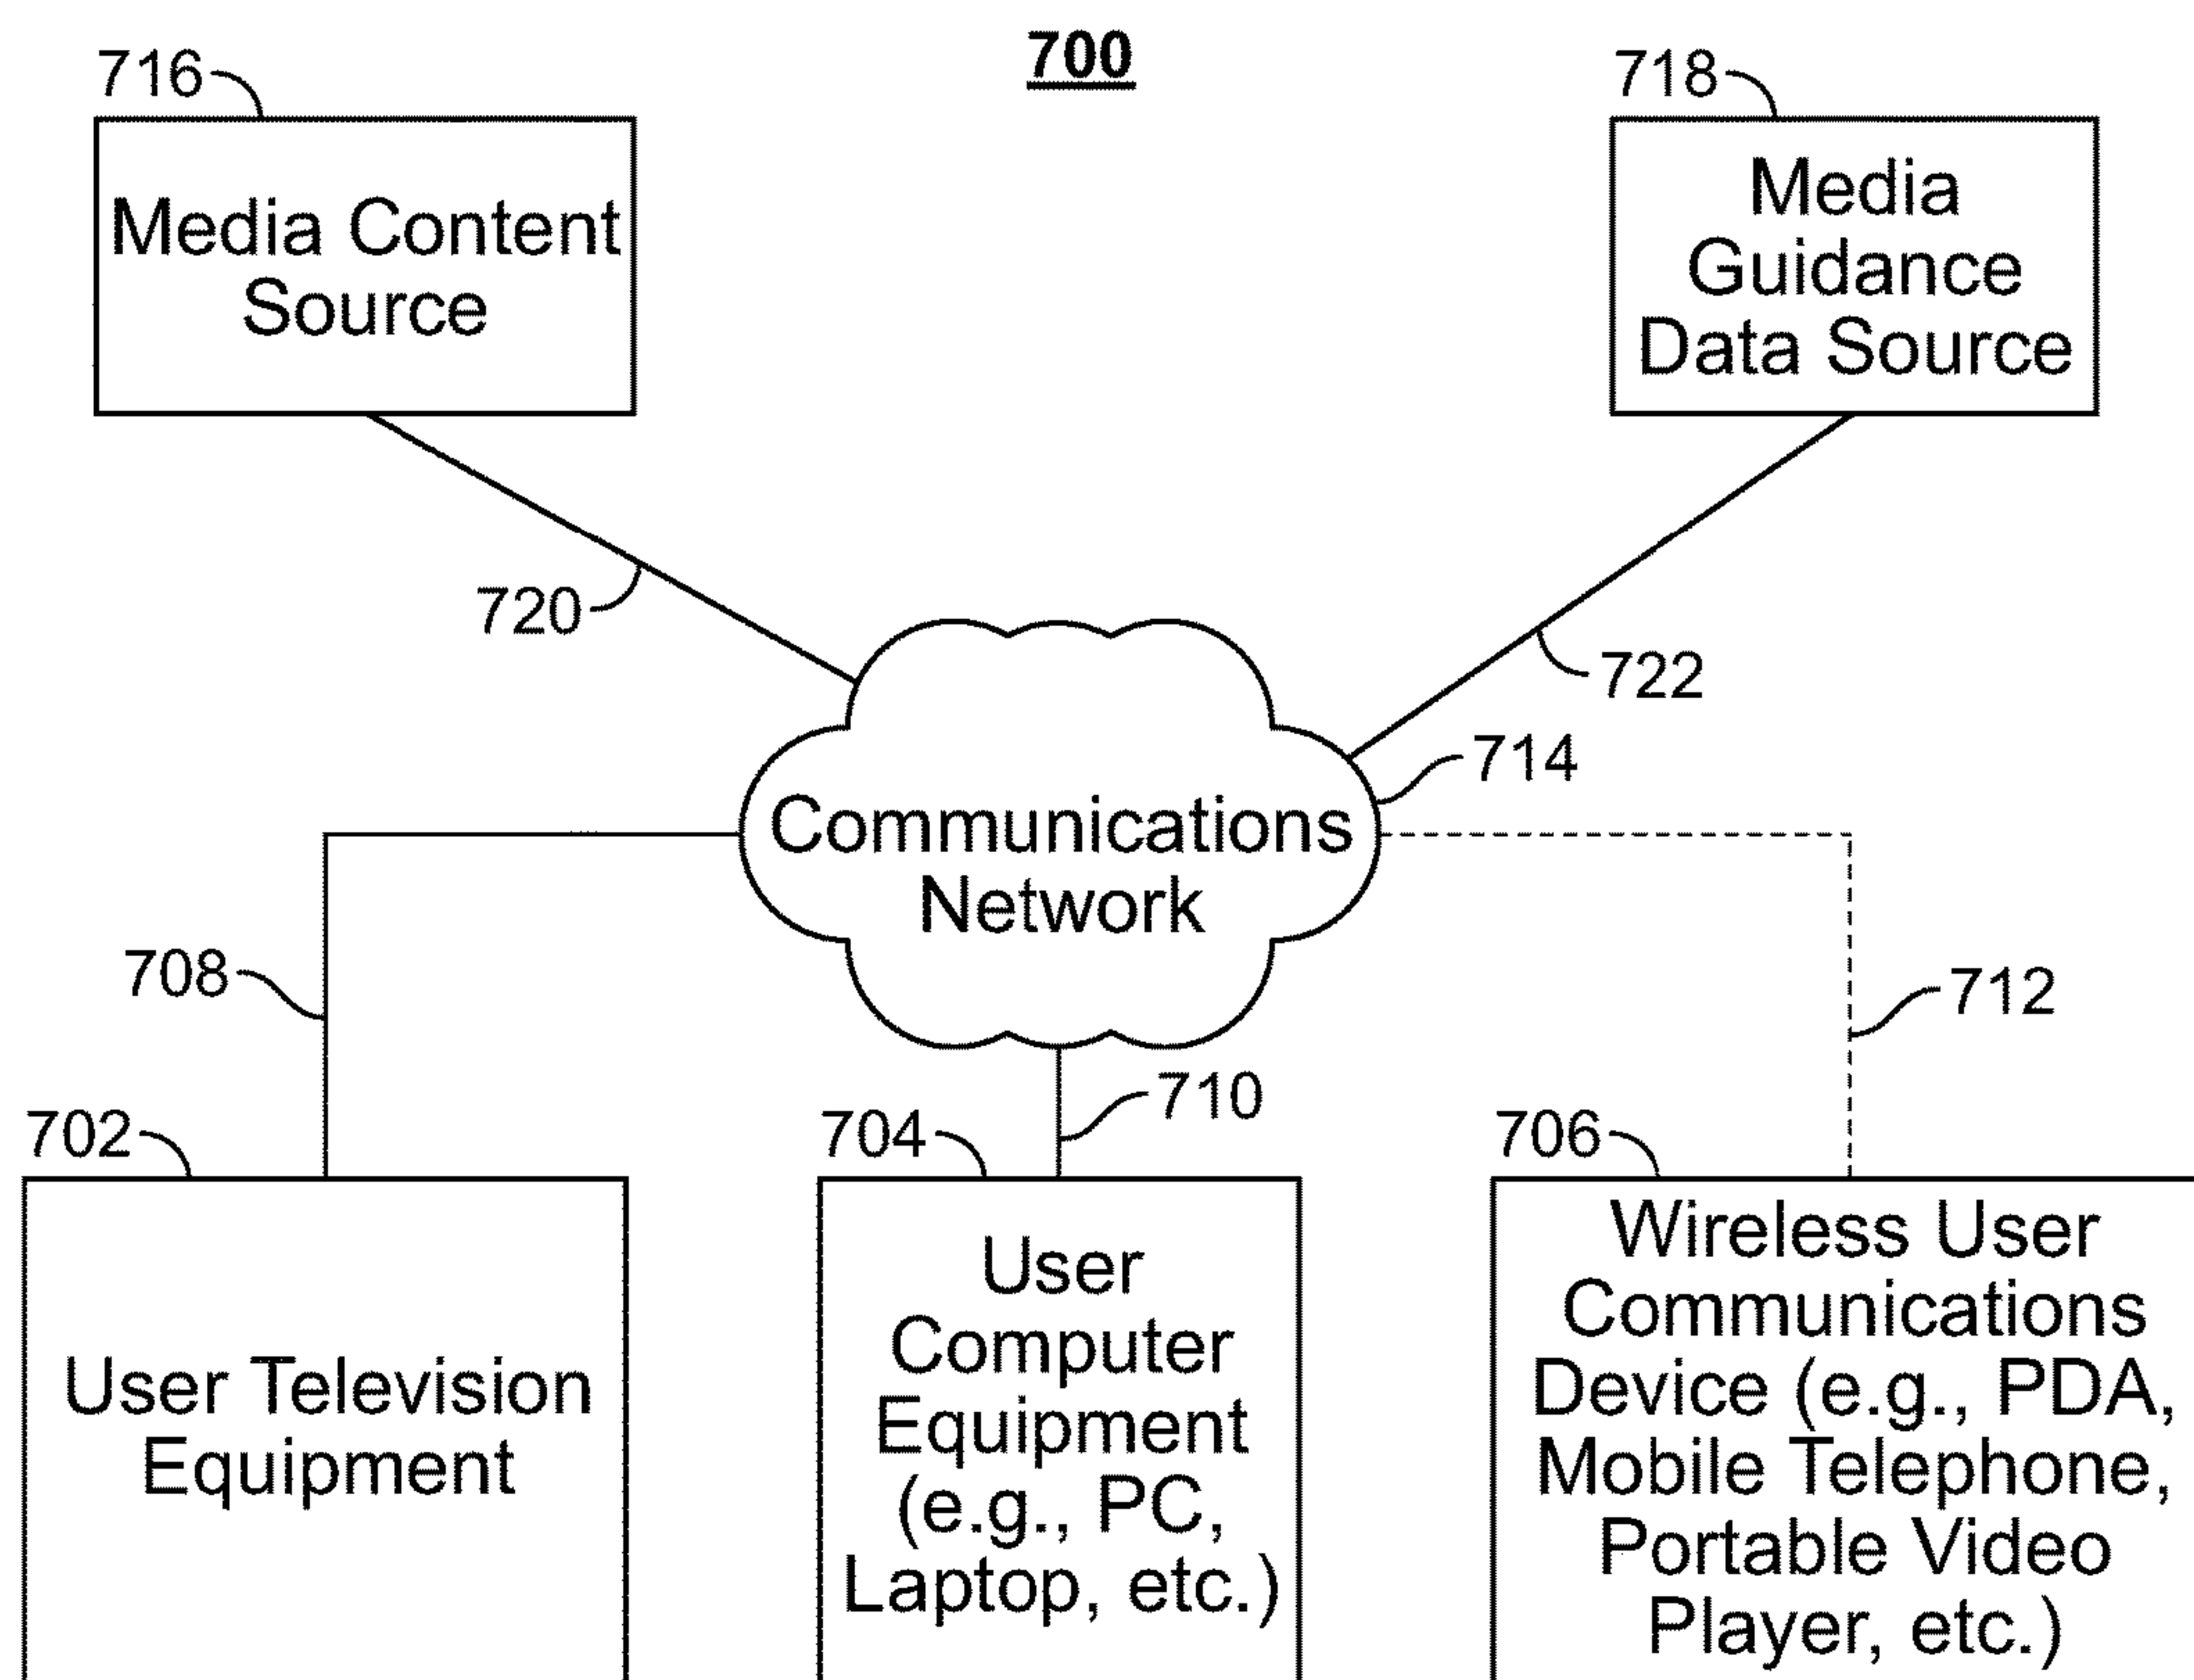 700
716
718
Media Content
Source
Media
Guidance
Data Source
720
722
714
Communications
Network
708
712
710
702
704
706
User Television
Equipment
User
Computer
Equipment
(e.g., PC,
Laptop, etc.)
Wireless User
Communications
Device (e.g., PDA,
Mobile Telephone,
Portable Video
Player, etc.)